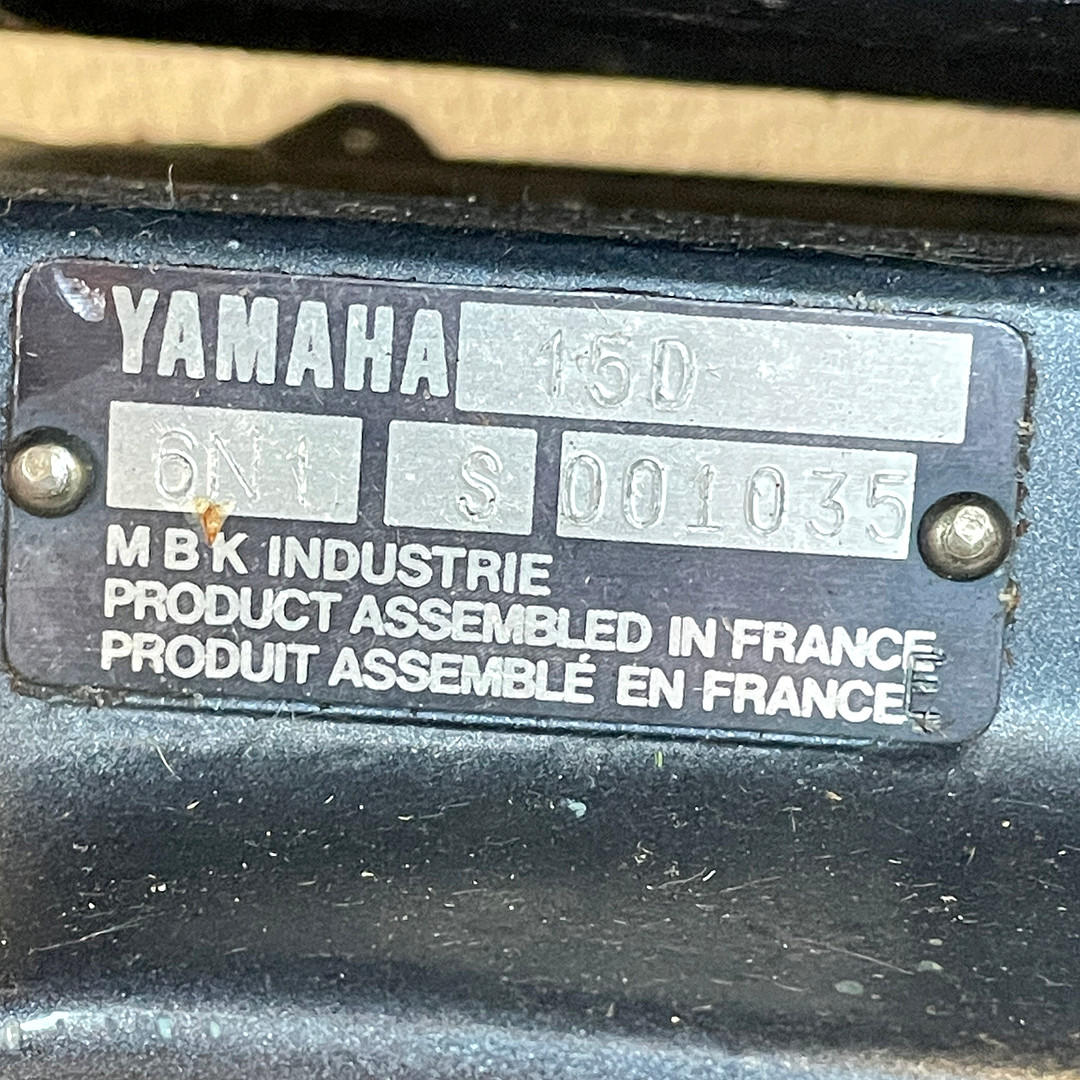 YAMAHA 15D
6N1 S 001035
M B K INDUSTRIE
PRODUCT ASSEMBLED IN FRANCE
PRODUIT ASSEMBLÉ EN FRANCE